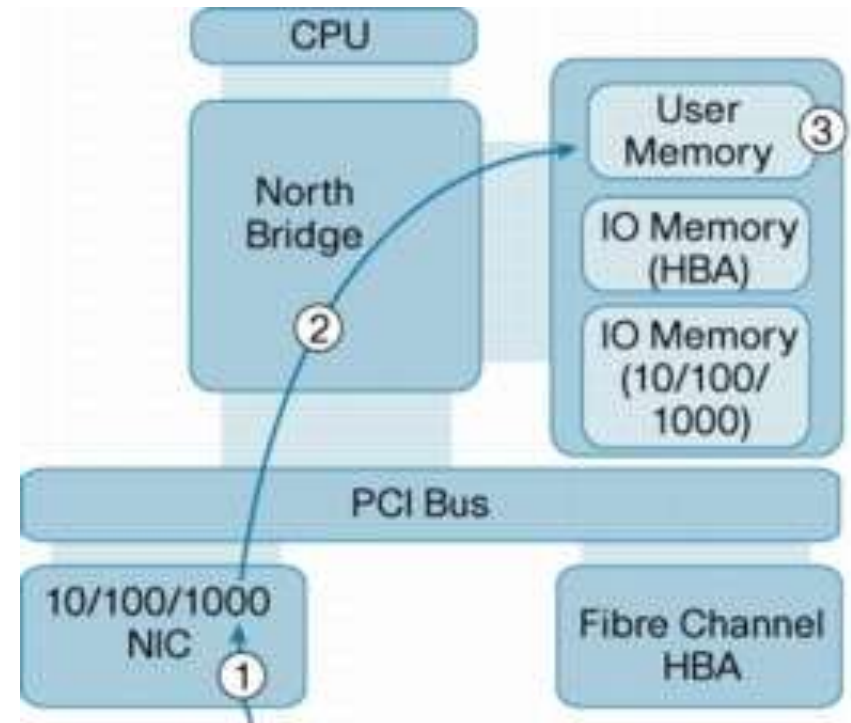 CPU
North
Bridge
2
User
Memory
3
IO Memory
(HBA)
IO Memory
(10/100/
1000)
PCI Bus
10/100/1000
NIC
1
Fibre Channel
HBA